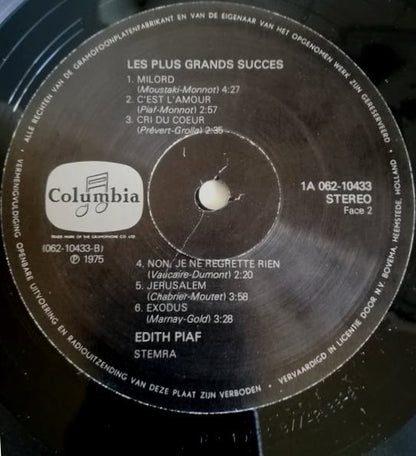 LES PLUS GRANDS SUCCES
1. MILORD
(Moustaki-Monnot) 4:27
2. C'EST L'AMOUR
(Piaf-Monnot) 2:57
3. CRI DU COEUR
(Prévert-Grolla) 2:35
Columbia
TRADE MARK OF THE GRAMOPHONE CO LTD
(062-10433-B)
℗ 1975
1A 062-10433
STEREO
Face 2
4. NON, JE NE REGRETTE RIEN
(Vaucaire-Dumont) 2:20
5. JERUSALEM
(Chabrier-Moutet) 3:58
6. EXODUS
(Marnay-Gold) 3:28
EDITH PIAF
STEMRA
• ALLE RECHTEN VAN DE GRAMOFOONPLATENFABRIKANT EN VAN DE EIGENAAR VAN HET OPGENOMEN WERK ZIJN GERESERVEERD •
VERMENIGVULDIGING OPENBARE UITVOERING EN RADIOUITZENDING VAN DEZE PLAAT ZIJN VERBODEN •
VERVAARDIGD IN LICENTIE DOOR N.V. BOVEMA, HEEMSTEDE, HOLLAND